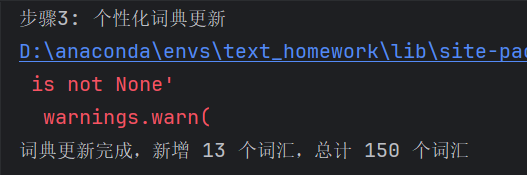 步骤3: 个性化词典更新
D:\anaconda\envs\text_homework\lib\site-pac
is not None'
warnings.warn(
词典更新完成，新增 13 个词汇，总计 150 个词汇